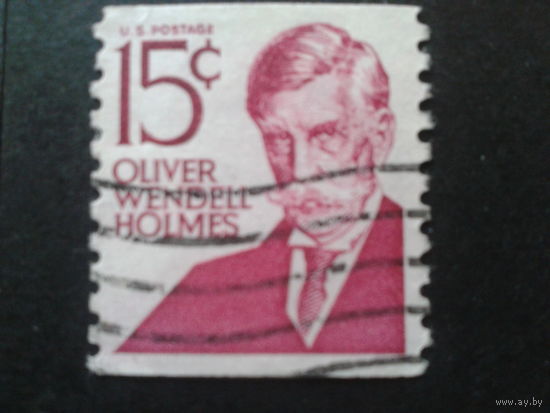 U.S. POSTAGE
15¢
OLIVER
WENDELL
HOLMES
www.ay.by